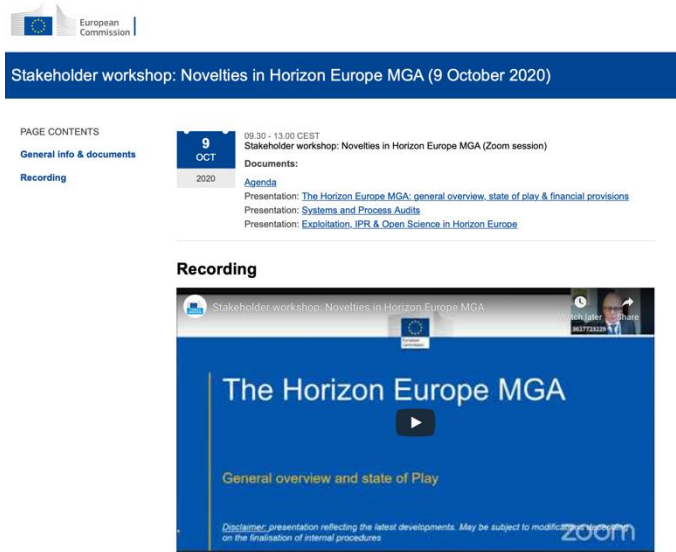 European
Commission
Stakeholder workshop: Novelties in Horizon Europe MGA (9 October 2020)
PAGE CONTENTS
General info & documents
Recording
9
OCT
2020
09.30 - 13.00 CEST
Stakeholder workshop: Novelties in Horizon Europe MGA (Zoom session)
Documents:
Agenda
Presentation: The Horizon Europe MGA: general overview, state of play & financial provisions
Presentation: Systems and Process Audits
Presentation: Exploitation, IPR & Open Science in Horizon Europe
Recording
Stakeholder workshop: Novelties in Horizon Europe MGA
Watch later
Share
The Horizon Europe MGA
General overview and state of Play
Disclaimer: presentation reflecting the latest developments. May be subject to modifications depending
on the finalisation of internal procedures
zoom